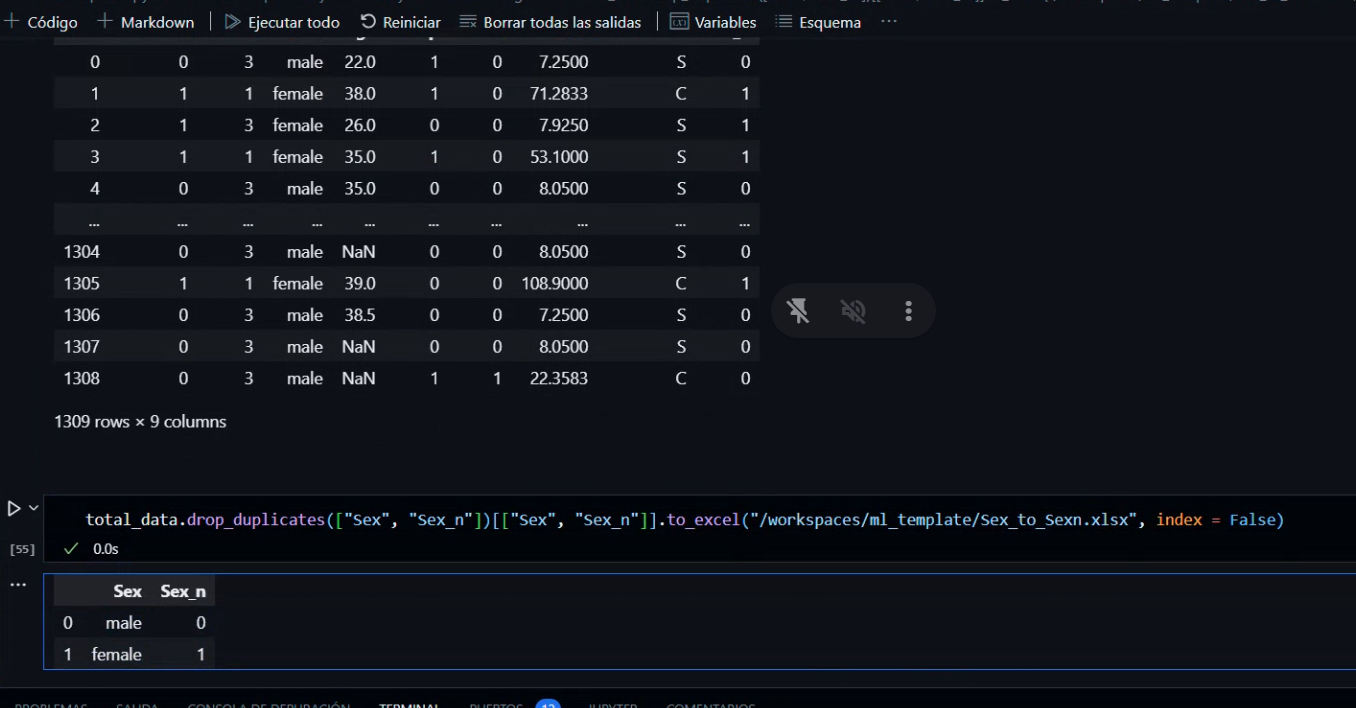 Código Markdown Ejecutar todo Reiniciar Borrar todas las salidas Variables Esquema ...
0 0 3 male 22.0 1 0 7.2500 S 0
1 1 1 female 38.0 1 0 71.2833 C 1
2 1 3 female 26.0 0 0 7.9250 S 1
3 1 1 female 35.0 1 0 53.1000 S 1
4 0 3 male 35.0 0 0 8.0500 S 0
... ... ... ... ... ... ... ... ... ...
1304 0 3 male NaN 0 0 8.0500 S 0
1305 1 1 female 39.0 0 0 108.9000 C 1
1306 0 3 male 38.5 0 0 7.2500 S 0
1307 0 3 male NaN 0 0 8.0500 S 0
1308 0 3 male NaN 1 1 22.3583 C 0
1309 rows × 9 columns
total_data.drop_duplicates(["Sex", "Sex_n"])[["Sex", "Sex_n"]].to_excel("/workspaces/ml_template/Sex_to_Sexn.xlsx", index = False)
[55] 0.0s
...
Sex Sex_n
0 male 0
1 female 1
PROBLEMAS SALIDA CONSOLA DE DEPURACIÓN TERMINAL PUERTOS JUPYTER COMENTARIOS